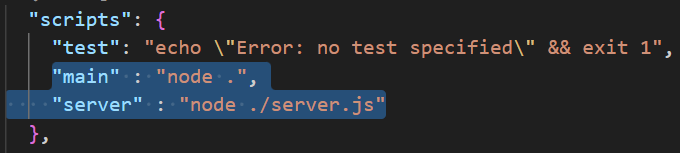 "scripts": {
"test": "echo \"Error: no test specified\" && exit 1",
"main" : "node .",
"server" : "node ./server.js"
},